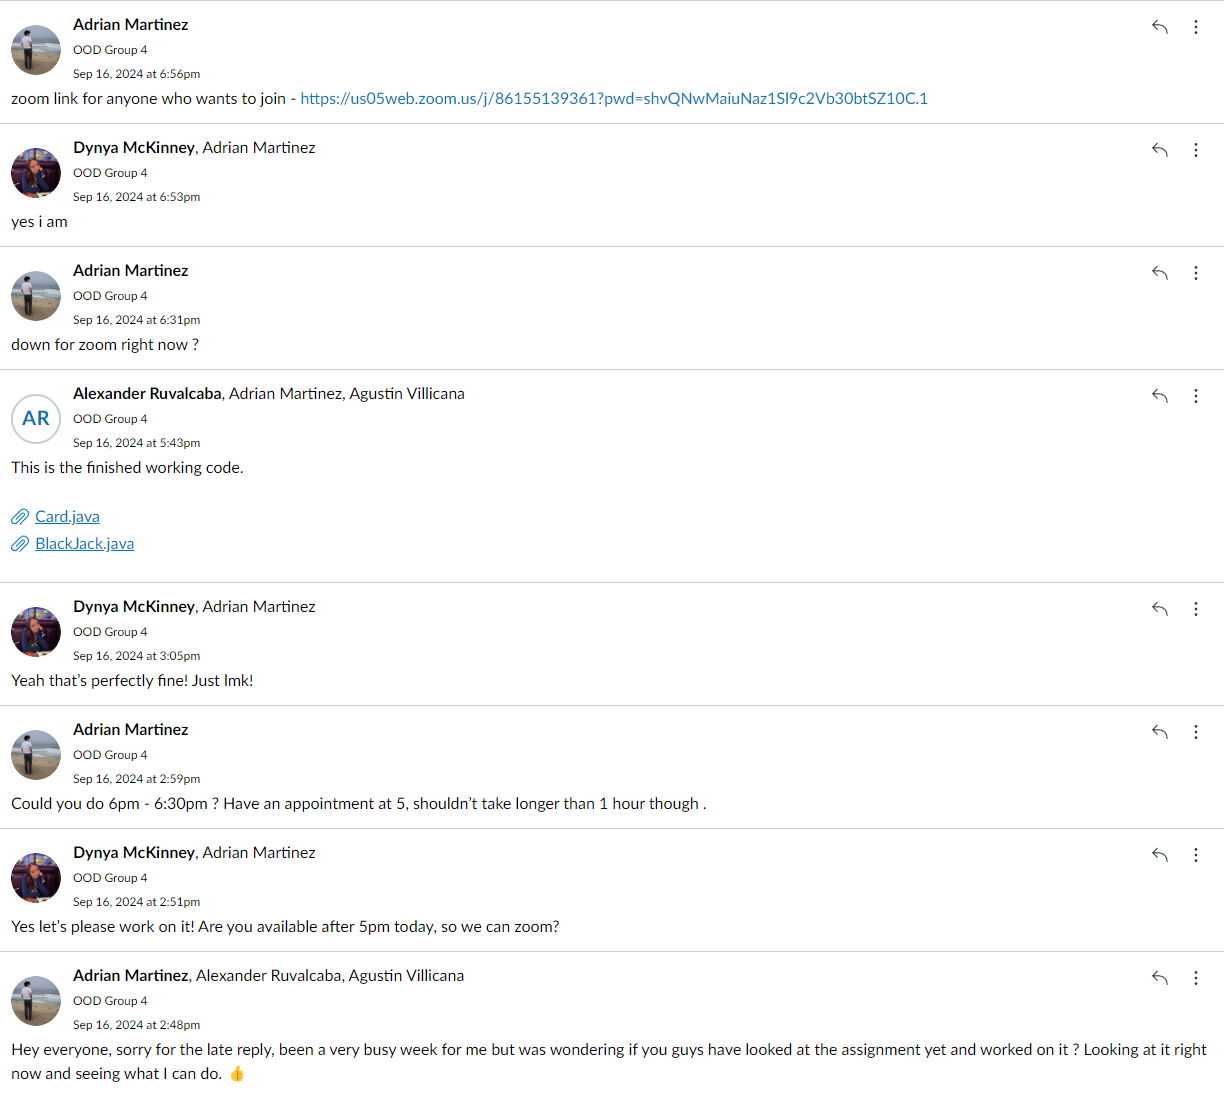 Adrian Martinez
OOD Group 4
Sep 16, 2024 at 6:56pm
zoom link for anyone who wants to join - https://us05web.zoom.us/j/86155139361?pwd=shvQNwMaiuNaz1Sl9c2Vb30btSZ10C.1
Dynya McKinney, Adrian Martinez
OOD Group 4
Sep 16, 2024 at 6:53pm
yes i am
Adrian Martinez
OOD Group 4
Sep 16, 2024 at 6:31pm
down for zoom right now ?
AR
Alexander Ruvalcaba, Adrian Martinez, Agustin Villicana
OOD Group 4
Sep 16, 2024 at 5:43pm
This is the finished working code.
Card.java
BlackJack.java
Dynya McKinney, Adrian Martinez
OOD Group 4
Sep 16, 2024 at 3:05pm
Yeah that’s perfectly fine! Just lmk!
Adrian Martinez
OOD Group 4
Sep 16, 2024 at 2:59pm
Could you do 6pm - 6:30pm ? Have an appointment at 5, shouldn’t take longer than 1 hour though .
Dynya McKinney, Adrian Martinez
OOD Group 4
Sep 16, 2024 at 2:51pm
Yes let’s please work on it! Are you available after 5pm today, so we can zoom?
Adrian Martinez, Alexander Ruvalcaba, Agustin Villicana
OOD Group 4
Sep 16, 2024 at 2:48pm
Hey everyone, sorry for the late reply, been a very busy week for me but was wondering if you guys have looked at the assignment yet and worked on it ? Looking at it right
now and seeing what I can do. 👍